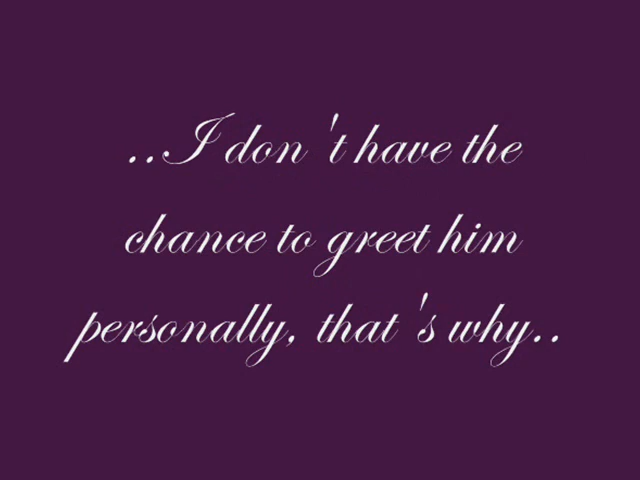 ..I don't have the
chance to greet him
personally, that's why..